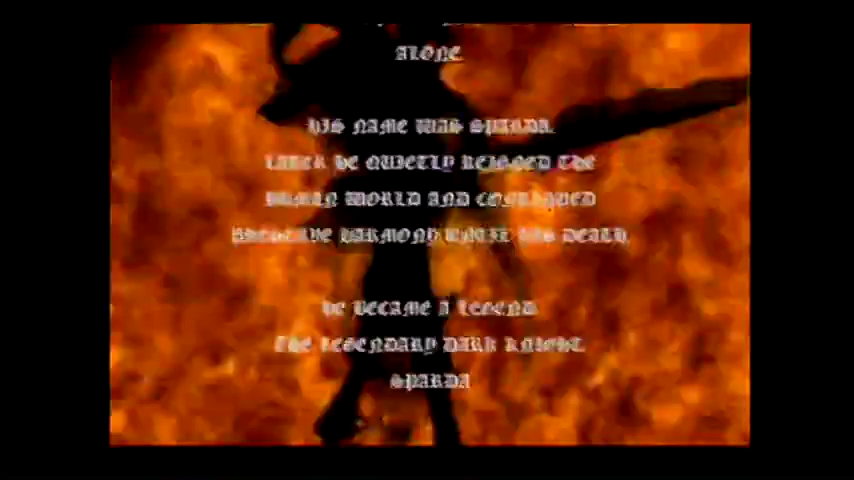 ALONE.
HIS NAME WAS SPARDA.
LATER HE QUIETLY REIGNED THE
HUMAN WORLD AND CONTINUED
HARMONY UNTIL HIS DEATH.
HE BECAME A LEGEND.
THE LEGENDARY DARK KNIGHT.
SPARDA